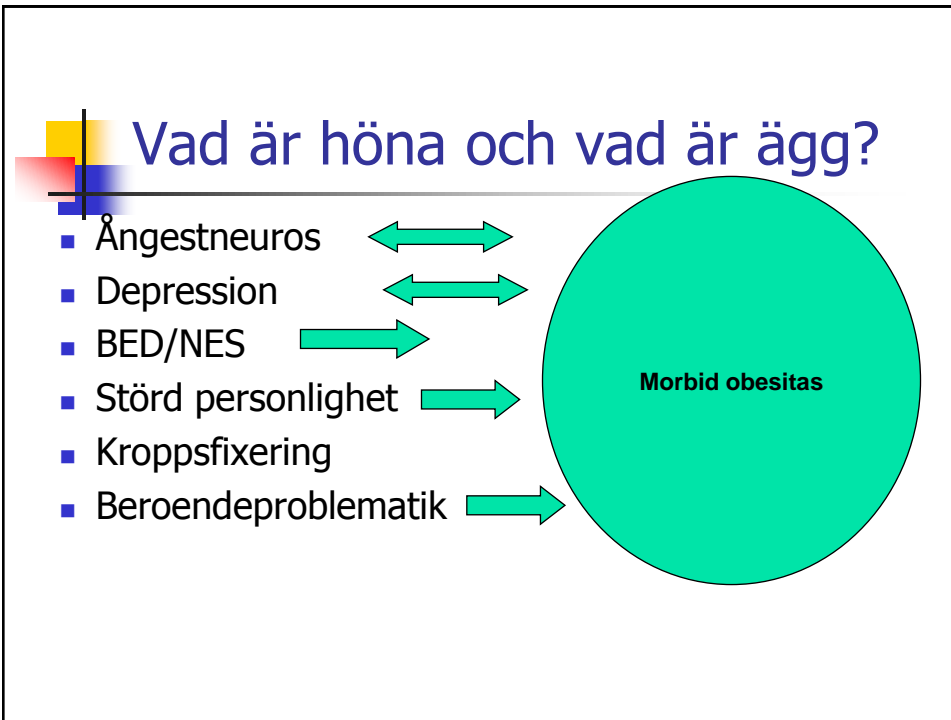 Vad är höna och vad är ägg?
Ångestneuros
Depression
BED/NES
Störd personlighet
Kroppsfixering
Beroendeproblematik
Morbid obesitas